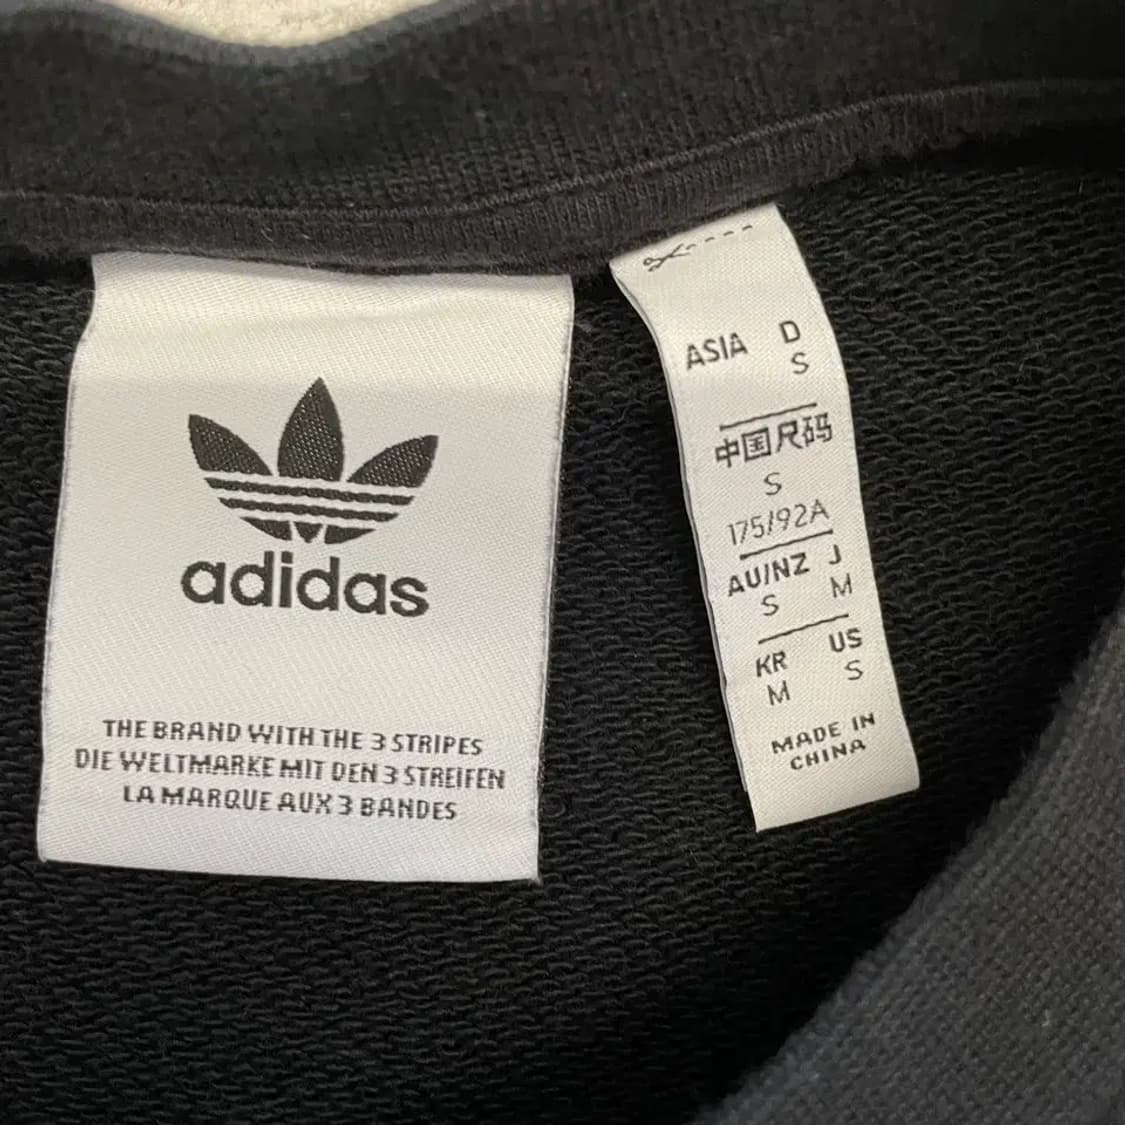 adidas
THE BRAND WITH THE 3 STRIPES
DIE WELTMARKE MIT DEN 3 STREIFEN
LA MARQUE AUX 3 BANDES
ASIA D
S
中国尺码
S
175/92A
AU/NZ J
S M
KR US
M S
MADE IN
CHINA